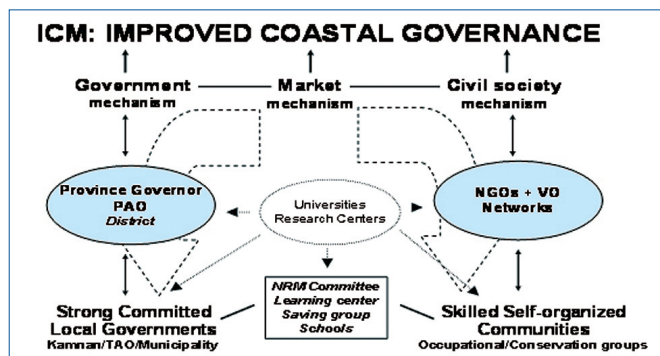 ICM: IMPROVED COASTAL GOVERNANCE
Government
mechanism
Market
mechanism
Civil society
mechanism
Province Governor
PAO
District
Universities
Research Centers
NGOs + VO
Networks
NRM Committee
Learning center
Saving group
Schools
Strong Committed
Local Governments
Kamnan/TAO/Municipality
Skilled Self-organized
Communities
Occupational/Conservation groups